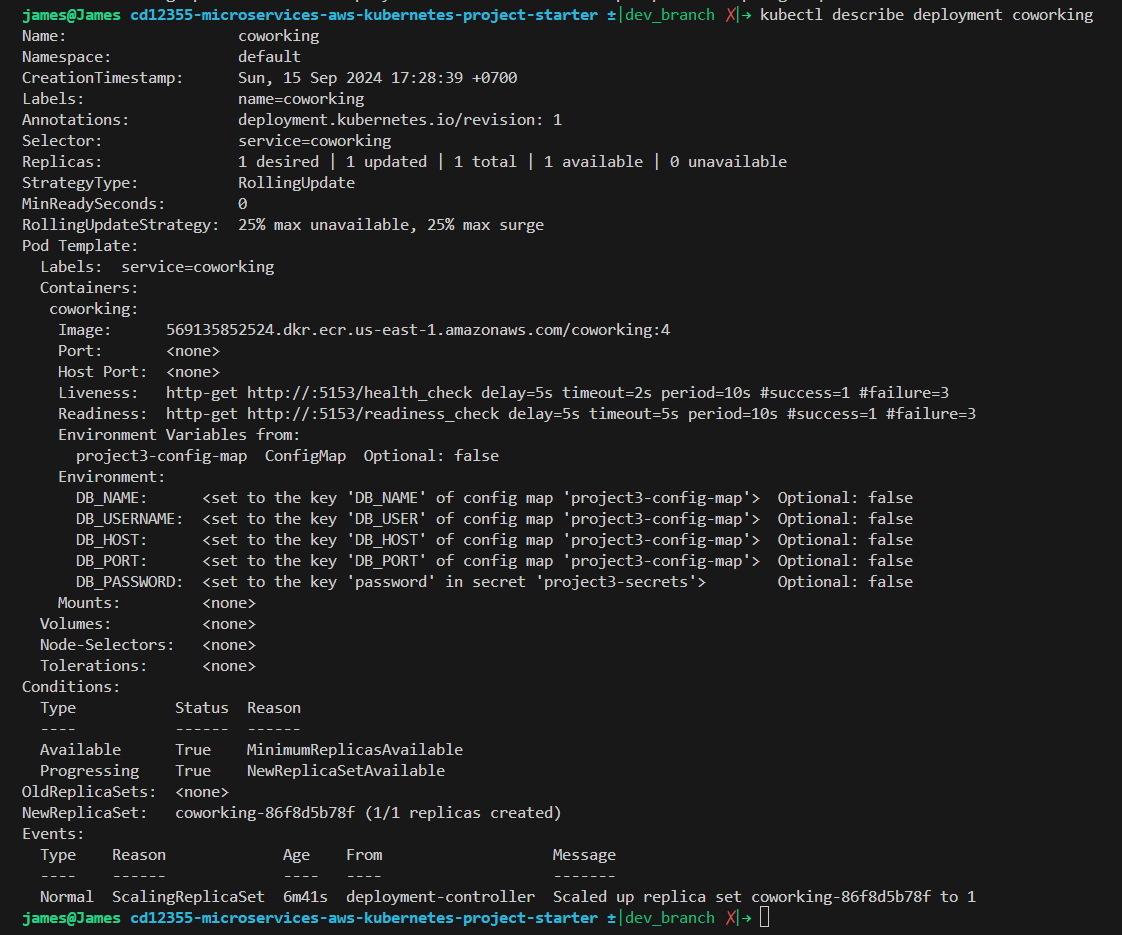 james@James cd12355-microservices-aws-kubernetes-project-starter ±|dev_branch ✗|→ kubectl describe deployment coworking
Name:                   coworking
Namespace:              default
CreationTimestamp:      Sun, 15 Sep 2024 17:28:39 +0700
Labels:                 name=coworking
Annotations:            deployment.kubernetes.io/revision: 1
Selector:               service=coworking
Replicas:               1 desired | 1 updated | 1 total | 1 available | 0 unavailable
StrategyType:           RollingUpdate
MinReadySeconds:        0
RollingUpdateStrategy:  25% max unavailable, 25% max surge
Pod Template:
  Labels:  service=coworking
  Containers:
   coworking:
    Image:      569135852524.dkr.ecr.us-east-1.amazonaws.com/coworking:4
    Port:       <none>
    Host Port:  <none>
    Liveness:   http-get http://:5153/health_check delay=5s timeout=2s period=10s #success=1 #failure=3
    Readiness:  http-get http://:5153/readiness_check delay=5s timeout=5s period=10s #success=1 #failure=3
    Environment Variables from:
      project3-config-map  ConfigMap  Optional: false
    Environment:
      DB_NAME:      <set to the key 'DB_NAME' of config map 'project3-config-map'>  Optional: false
      DB_USERNAME:  <set to the key 'DB_USER' of config map 'project3-config-map'>  Optional: false
      DB_HOST:      <set to the key 'DB_HOST' of config map 'project3-config-map'>  Optional: false
      DB_PORT:      <set to the key 'DB_PORT' of config map 'project3-config-map'>  Optional: false
      DB_PASSWORD:  <set to the key 'password' in secret 'project3-secrets'>        Optional: false
    Mounts:         <none>
  Volumes:          <none>
  Node-Selectors:   <none>
  Tolerations:      <none>
Conditions:
  Type           Status  Reason
  ----           ------  ------
  Available      True    MinimumReplicasAvailable
  Progressing    True    NewReplicaSetAvailable
OldReplicaSets:  <none>
NewReplicaSet:   coworking-86f8d5b78f (1/1 replicas created)
Events:
  Type    Reason             Age    From                   Message
  ----    ------             ----   ----                   -------
  Normal  ScalingReplicaSet  6m41s  deployment-controller  Scaled up replica set coworking-86f8d5b78f to 1
james@James cd12355-microservices-aws-kubernetes-project-starter ±|dev_branch ✗|→